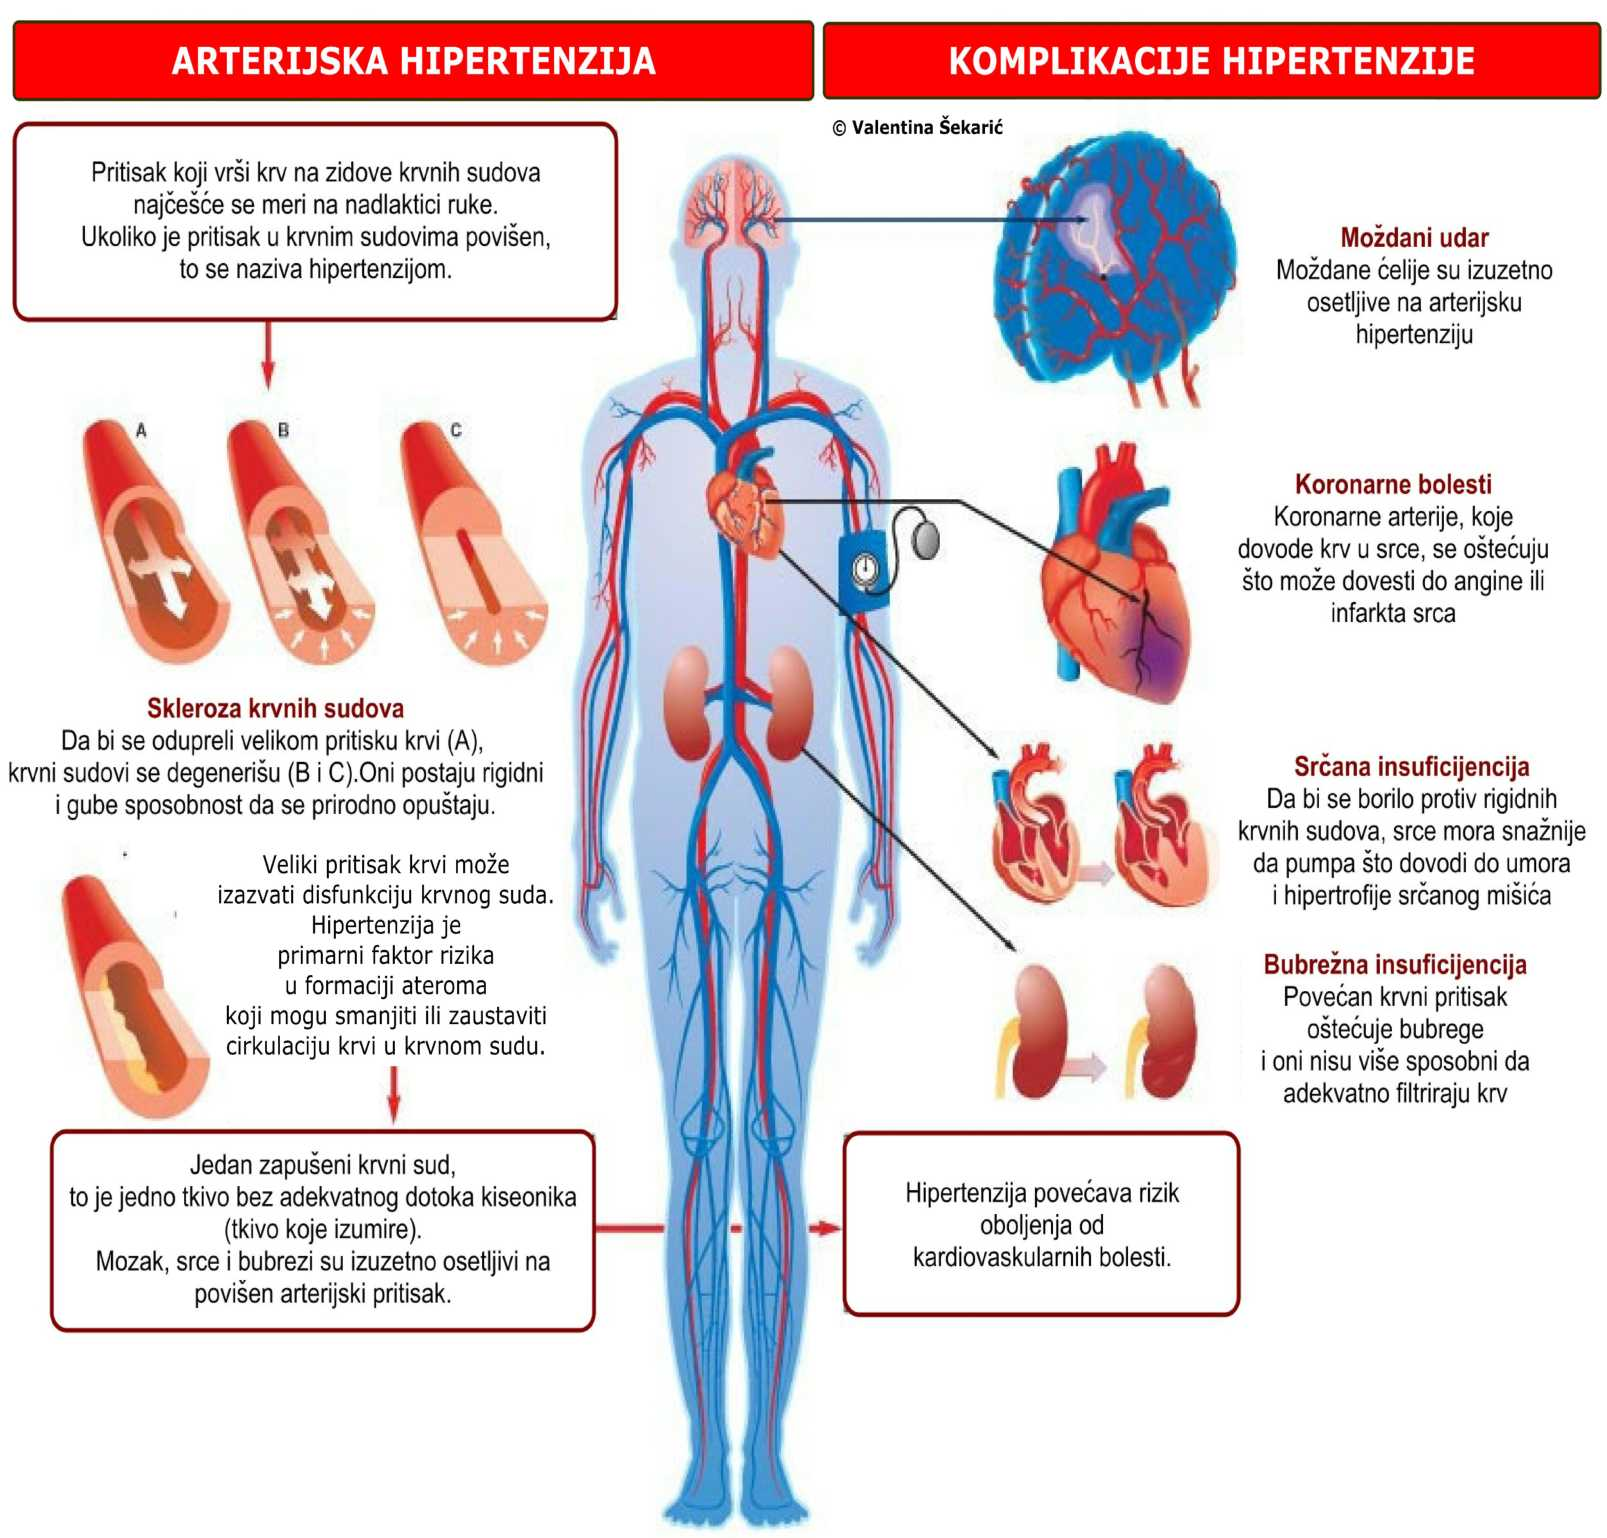 ARTERIJSKA HIPERTENZIJA
KOMPLIKACIJE HIPERTENZIJE
© Valentina Šekarić
Pritisak koji vrši krv na zidove krvnih sudova
najčešće se meri na nadlaktici ruke.
Ukoliko je pritisak u krvnim sudovima povišen,
to se naziva hipertenzijom.
A
B
C
Skleroza krvnih sudova
Da bi se odupreli velikom pritisku krvi (A),
krvni sudovi se degenerišu (B i C).Oni postaju rigidni
i gube sposobnost da se prirodno opuštaju.
Veliki pritisak krvi može
izazvati disfunkciju krvnog suda.
Hipertenzija je
primarni faktor rizika
u formaciji ateroma
koji mogu smanjiti ili zaustaviti
cirkulaciju krvi u krvnom sudu.
Jedan zapušeni krvni sud,
to je jedno tkivo bez adekvatnog dotoka kiseonika
(tkivo koje izumire).
Mozak, srce i bubrezi su izuzetno osetljivi na
povišen arterijski pritisak.
Moždani udar
Moždane ćelije su izuzetno
osetljive na arterijsku
hipertenziju
Koronarne bolesti
Koronarne arterije, koje
dovode krv u srce, se oštećuju
što može dovesti do angine ili
infarkta srca
Srčana insuficijencija
Da bi se borilo protiv rigidnih
krvnih sudova, srce mora snažnije
da pumpa što dovodi do umora
i hipertrofije srčanog mišića
Bubrežna insuficijencija
Povećan krvni pritisak
oštećuje bubrege
i oni nisu više sposobni da
adekvatno filtriraju krv
Hipertenzija povećava rizik
oboljenja od
kardiovaskularnih bolesti.